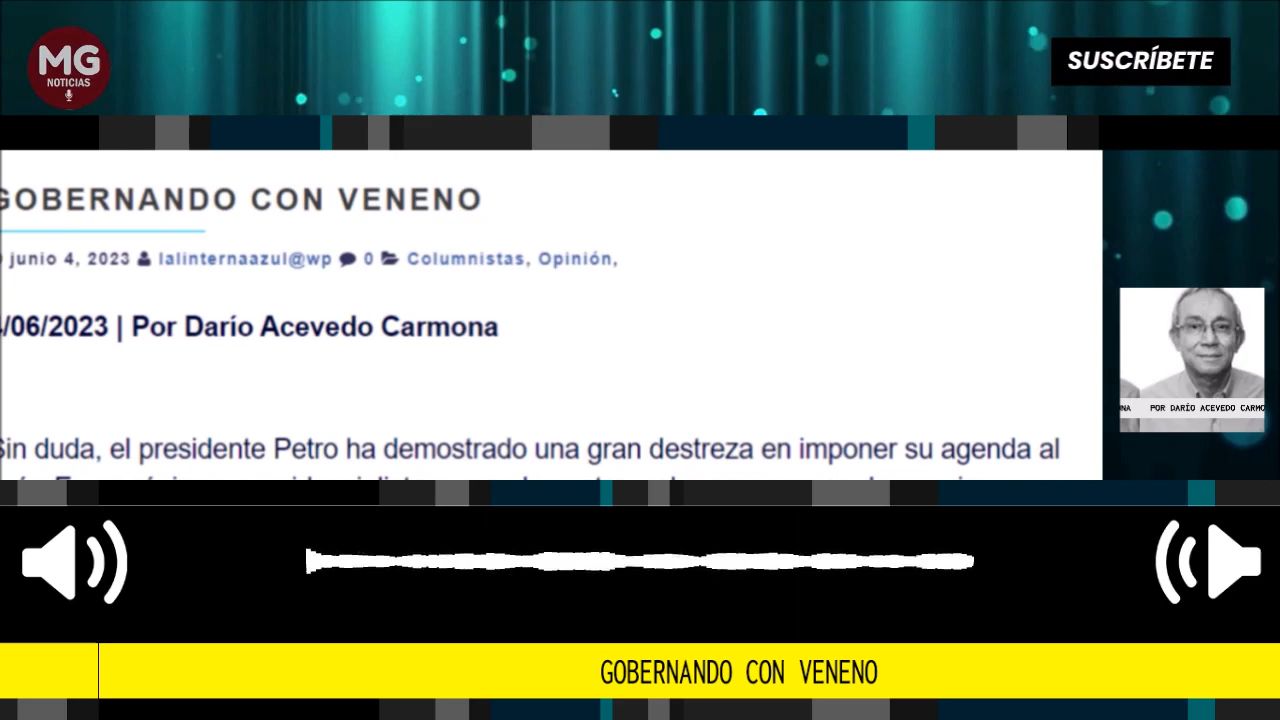 MG
NOTICIAS
SUSCRÍBETE
GOBERNANDO CON VENENO
junio 4, 2023 lalinternaazul@wp 0 Columnistas, Opinión,
/06/2023 | Por Darío Acevedo Carmona
Sin duda, el presidente Petro ha demostrado una gran destreza en imponer su agenda al
NA POR DARÍO ACEVEDO CARMO
GOBERNANDO CON VENENO